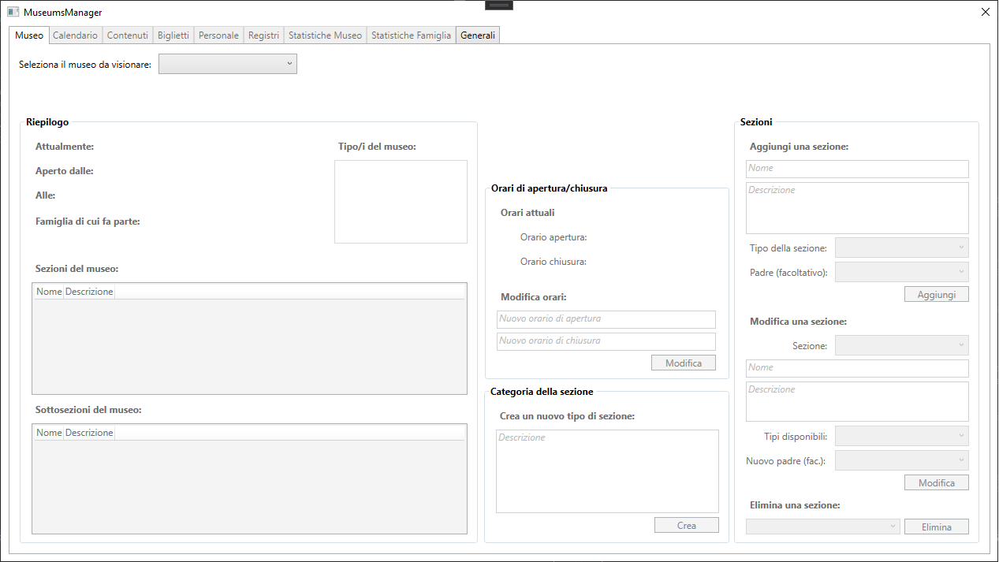 MuseumsManager
Museo Calendario Contenuti Biglietti Personale Registri Statistiche Museo Statistiche Famiglia Generali
Seleziona il museo da visionare:
Riepilogo
Attualmente:
Tipo/i del museo:
Aperto dalle:
Alle:
Famiglia di cui fa parte:
Sezioni del museo:
Nome Descrizione
Sottosezioni del museo:
Nome Descrizione
Orari di apertura/chiusura
Orari attuali
Orario apertura:
Orario chiusura:
Modifica orari:
Nuovo orario di apertura
Nuovo orario di chiusura
Modifica
Categoria della sezione
Crea un nuovo tipo di sezione:
Descrizione
Crea
Sezioni
Aggiungi una sezione:
Nome
Descrizione
Tipo della sezione:
Padre (facoltativo):
Aggiungi
Modifica una sezione:
Sezione:
Nome
Descrizione
Tipi disponibili:
Nuovo padre (fac.):
Modifica
Elimina una sezione:
Elimina